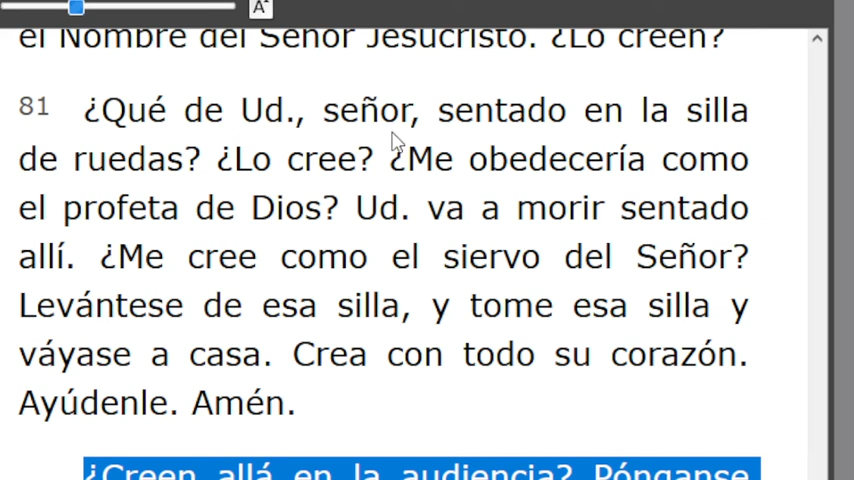 A
el Nombre del Señor Jesucristo. ¿Lo creen?
81 ¿Qué de Ud., señor, sentado en la silla
de ruedas? ¿Lo cree? ¿Me obedecería como
el profeta de Dios? Ud. va a morir sentado
allí. ¿Me cree como el siervo del Señor?
Levántese de esa silla, y tome esa silla y
váyase a casa. Crea con todo su corazón.
Ayúdenle. Amén.
¿Creen allá en la audiencia? Pónganse